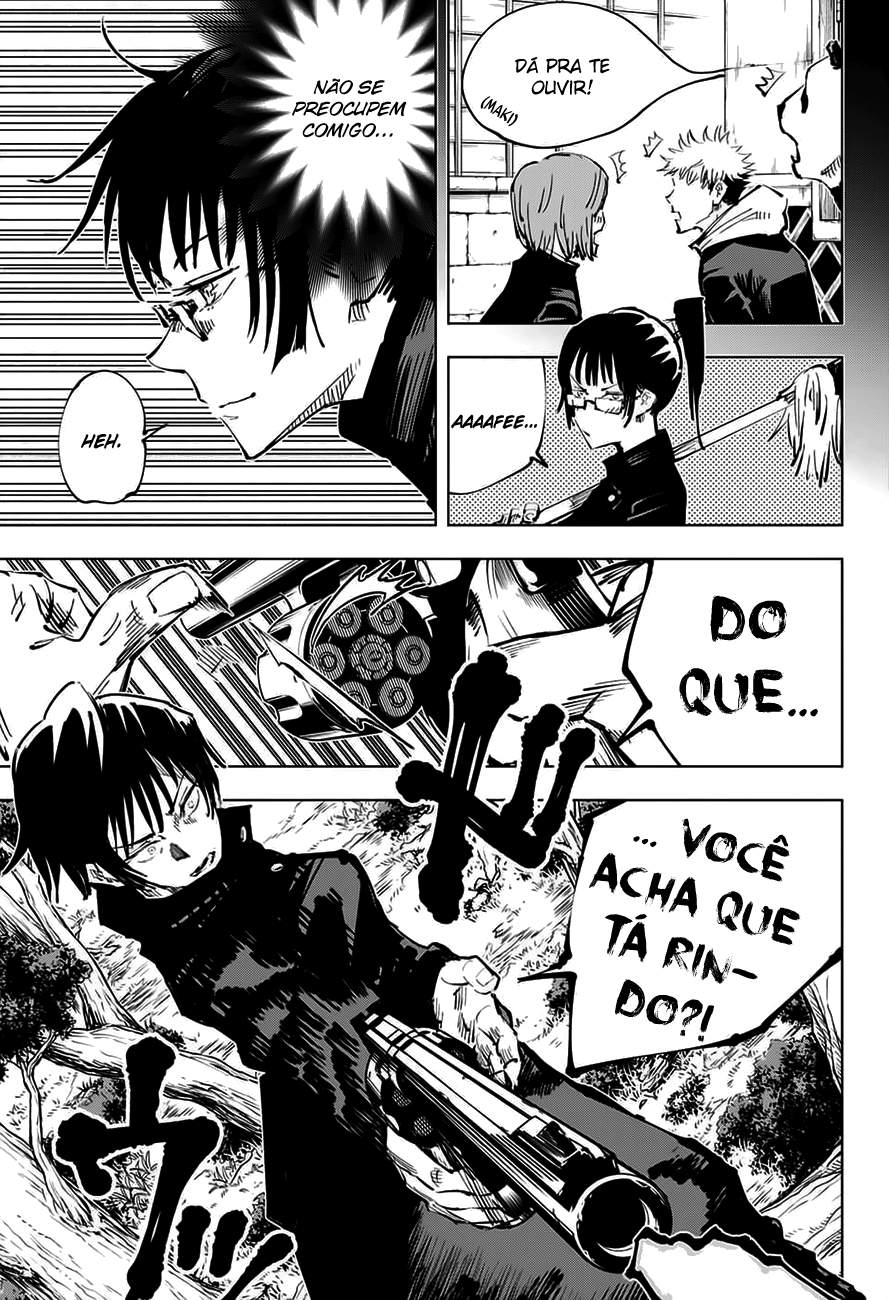 DÁ PRA TE
OUVIR!
(MAKI)
AAAAFEE...
NÃO SE
PREOCUPEM
COMIGO...
HEH.
DO
QUE...
... VOCÊ
ACHA QUE
TÁ RIN-
DO?!